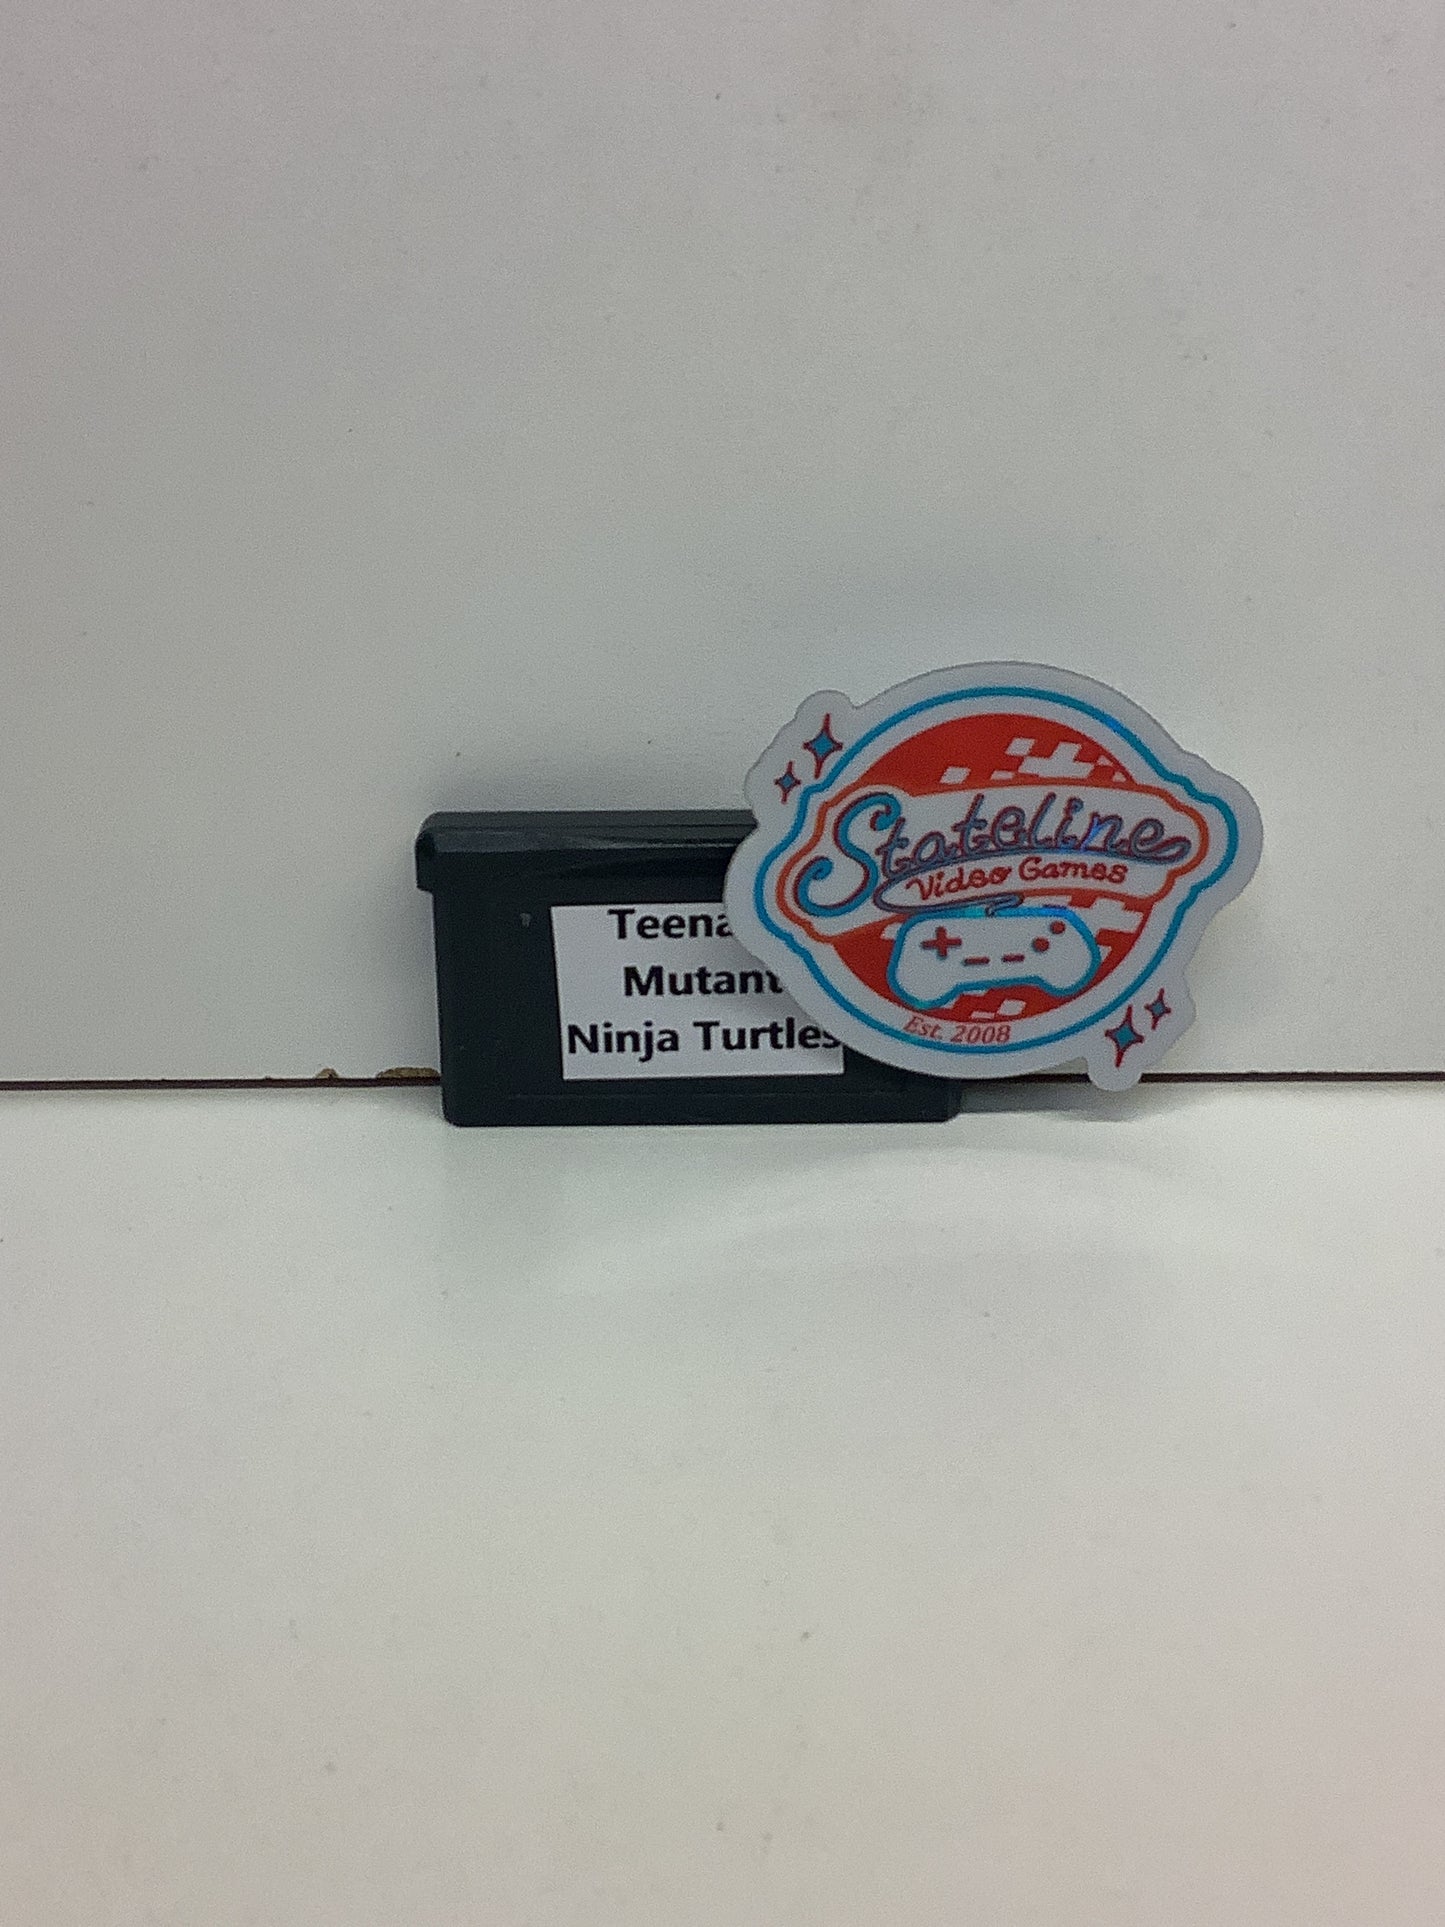 Teena
Mutant
Ninja Turtles
Stateline
Video Games
Est. 2008